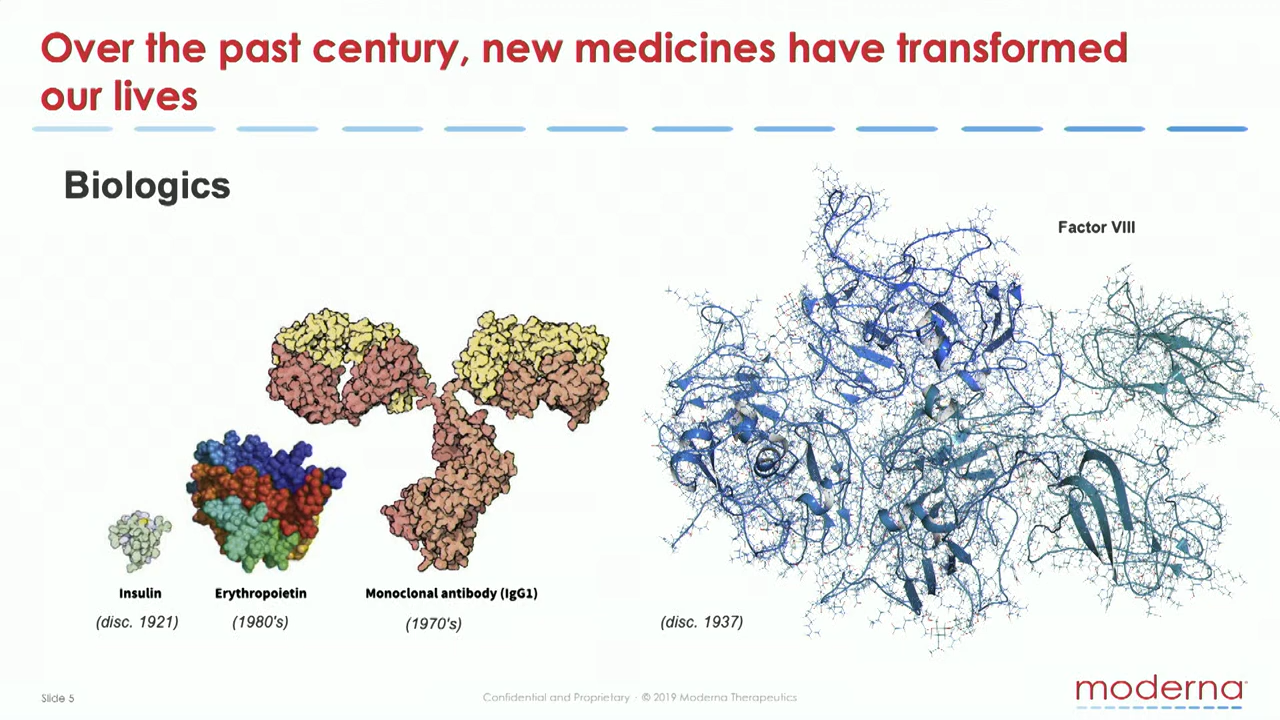 Over the past century, new medicines have transformed
our lives
Biologics
Factor VIII
Insulin
Erythropoietin
Monoclonal antibody (IgG1)
(disc. 1921)
(1980's)
(1970's)
(disc. 1937)
Slide 5
Confidential and Proprietary · © 2019 Moderna Therapeutics
moderna